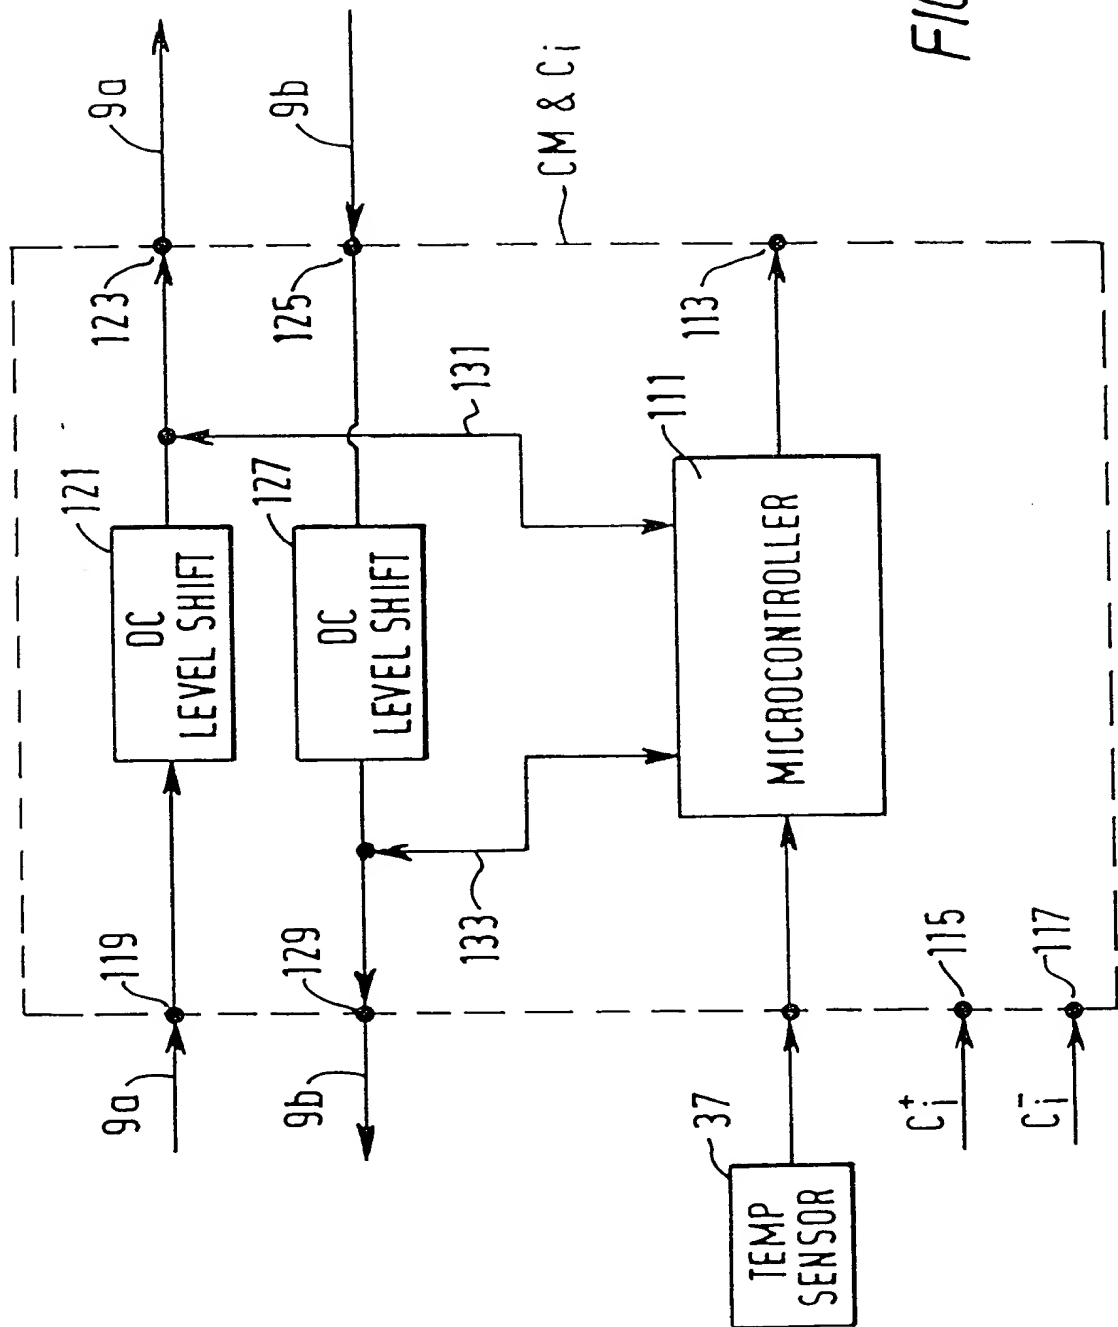 9a
119
121
DC
LEVEL SHIFT
123
9a
9b
129
127
DC
LEVEL SHIFT
125
9b
133
131
CM & Ci
37
TEMP
SENSOR
111
MICROCONTROLLER
113
Ci+
115
Ci-
117